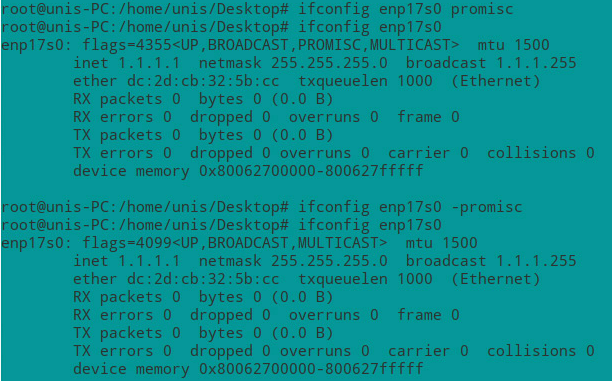 root@unis-PC:/home/unis/Desktop# ifconfig enp17s0 promisc
root@unis-PC:/home/unis/Desktop# ifconfig enp17s0
enp17s0: flags=4355<UP,BROADCAST,PROMISC,MULTICAST>  mtu 1500
        inet 1.1.1.1  netmask 255.255.255.0  broadcast 1.1.1.255
        ether dc:2d:cb:32:5b:cc  txqueuelen 1000  (Ethernet)
        RX packets 0  bytes 0 (0.0 B)
        RX errors 0  dropped 0  overruns 0  frame 0
        TX packets 0  bytes 0 (0.0 B)
        TX errors 0  dropped 0 overruns 0  carrier 0  collisions 0
        device memory 0x80062700000-800627fffff
root@unis-PC:/home/unis/Desktop# ifconfig enp17s0 -promisc
root@unis-PC:/home/unis/Desktop# ifconfig enp17s0
enp17s0: flags=4099<UP,BROADCAST,MULTICAST>  mtu 1500
        inet 1.1.1.1  netmask 255.255.255.0  broadcast 1.1.1.255
        ether dc:2d:cb:32:5b:cc  txqueuelen 1000  (Ethernet)
        RX packets 0  bytes 0 (0.0 B)
        RX errors 0  dropped 0  overruns 0  frame 0
        TX packets 0  bytes 0 (0.0 B)
        TX errors 0  dropped 0 overruns 0  carrier 0  collisions 0
        device memory 0x80062700000-800627fffff